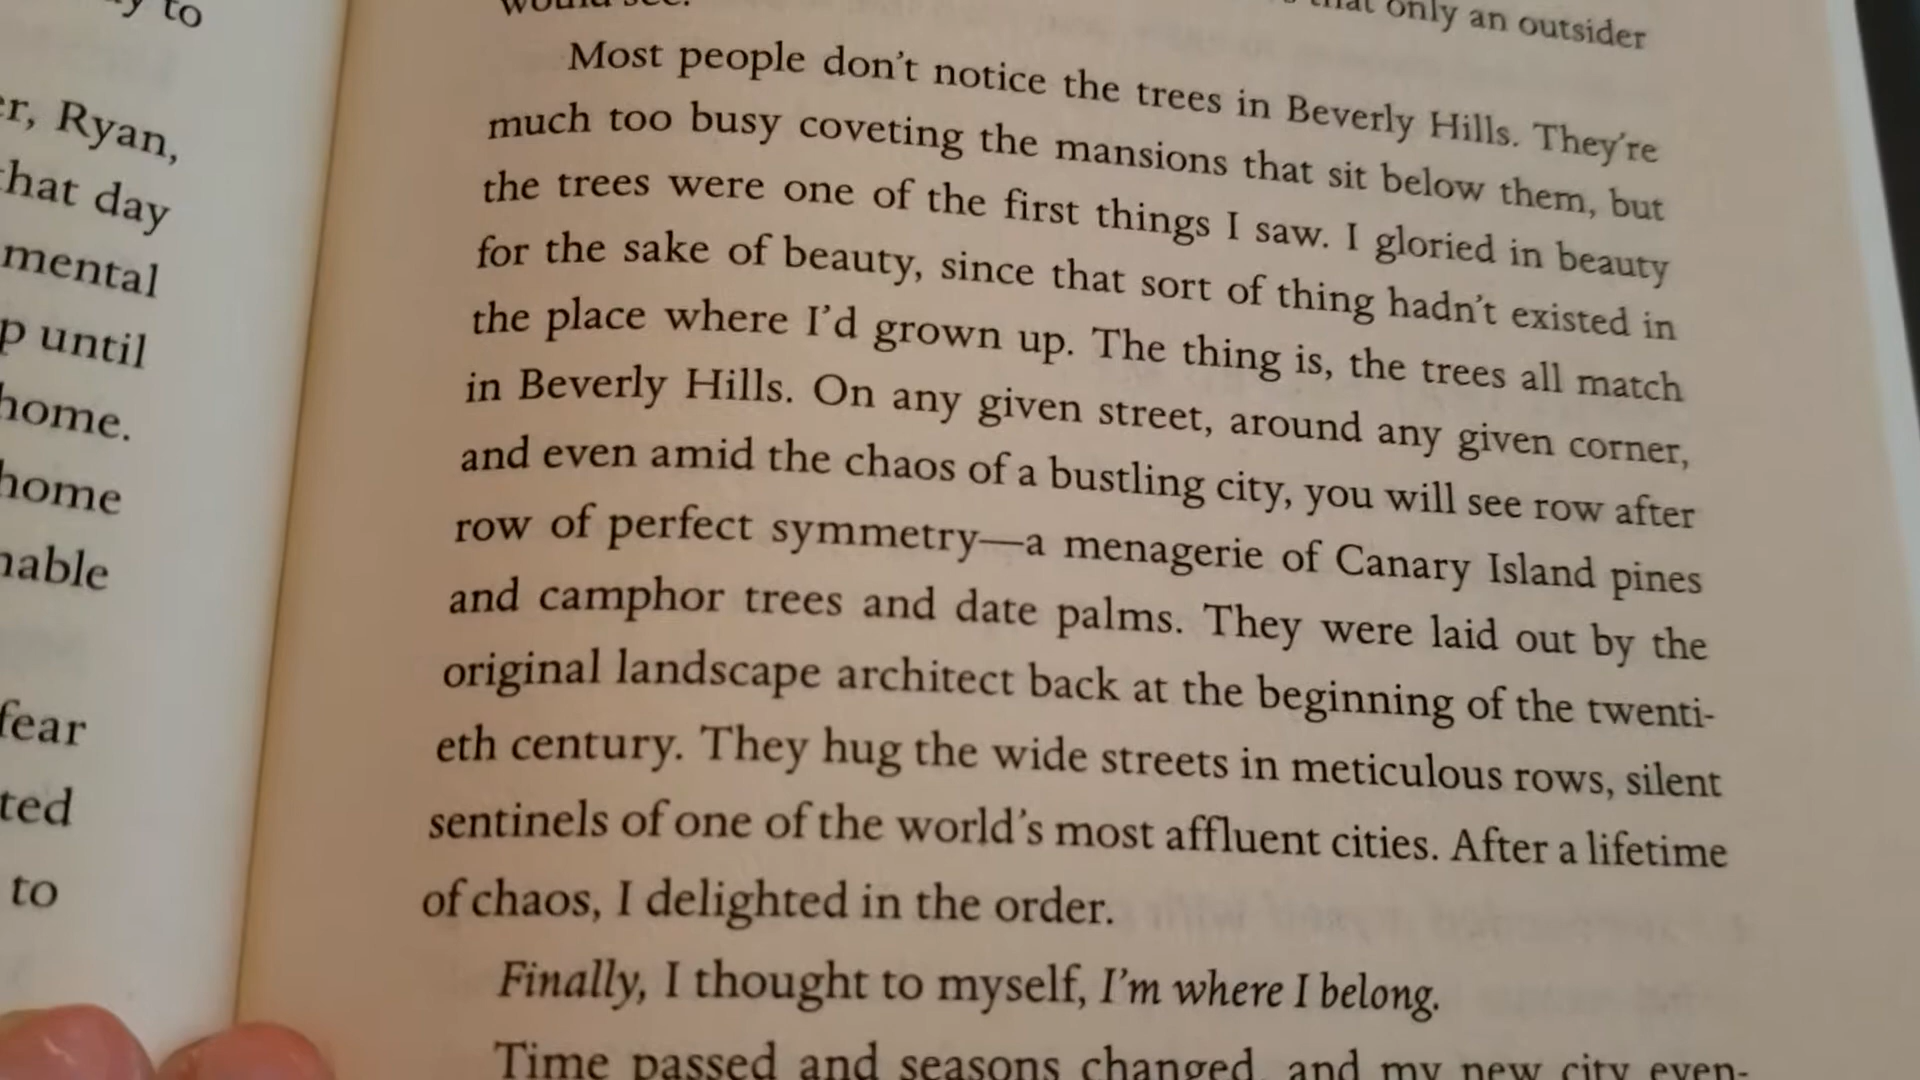 to
er, Ryan,
that day
mental
p until
home.
home
nable
fear
ted
to
would see.
that only an outsider
Most people don't notice the trees in Beverly Hills. They're
much too busy coveting the mansions that sit below them, but
the trees were one of the first things I saw. I gloried in beauty
for the sake of beauty, since that sort of thing hadn't existed in
the place where I'd grown up. The thing is, the trees all match
in Beverly Hills. On any given street, around any given corner,
and even amid the chaos of a bustling city, you will see row after
row of perfect symmetry—a menagerie of Canary Island pines
and camphor trees and date palms. They were laid out by the
original landscape architect back at the beginning of the twenti-
eth century. They hug the wide streets in meticulous rows, silent
sentinels of one of the world's most affluent cities. After a lifetime
of chaos, I delighted in the order.
Finally, I thought to myself, I'm where I belong.
Time passed and seasons changed, and my new city even-